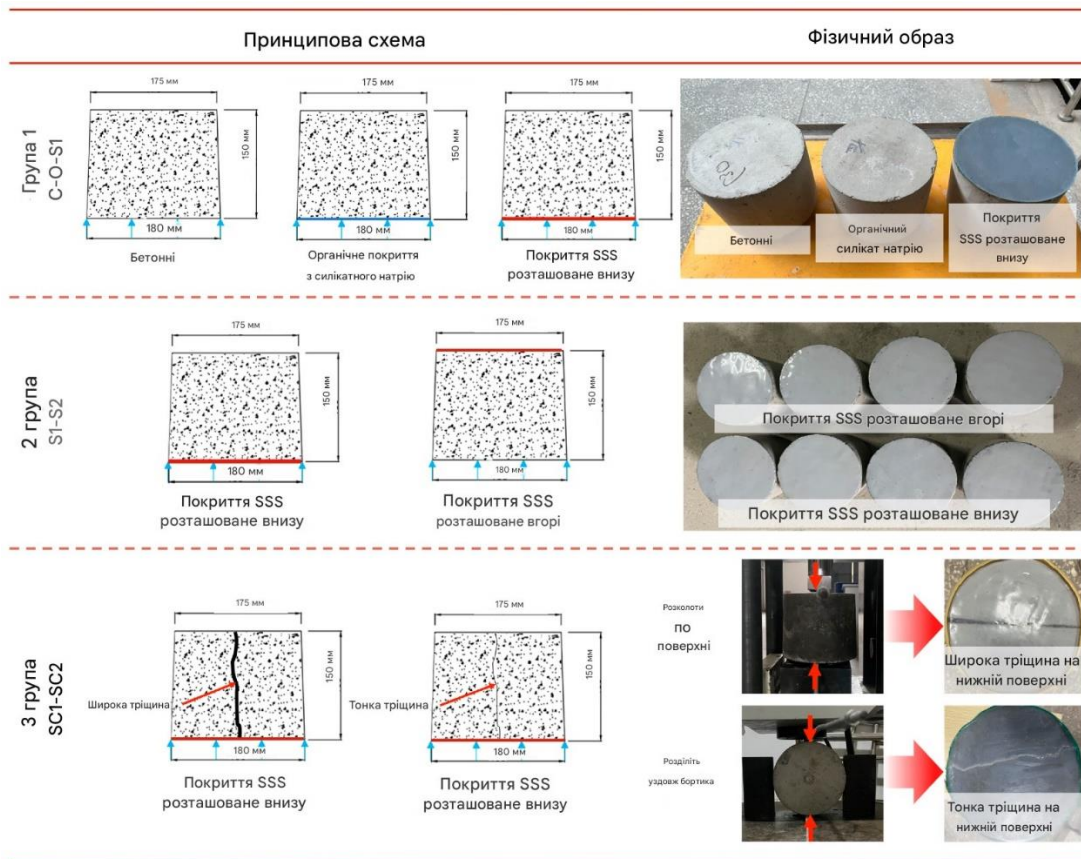 Принципова схема
Фізичний образ
Група 1
C-O-S1
175 мм
150 мм
180 мм
Бетонні
175 мм
150 мм
180 мм
Органічне покриття
з силікатного натрію
175 мм
150 мм
180 мм
Покриття SSS
розташоване внизу
Бетонні
Органічний
силікат натрію
Покриття
SSS розташоване
внизу
2 група
S1-S2
175 мм
150 мм
180 мм
Покриття SSS
розташоване внизу
175 мм
150 мм
180 мм
Покриття SSS
розташоване вгорі
Покриття SSS розташоване вгорі
Покриття SSS розташоване внизу
3 група
SC1-SC2
175 мм
150 мм
Широка тріщина
180 мм
Покриття SSS
розташоване внизу
175 мм
150 мм
Тонка тріщина
180 мм
Покриття SSS
розташоване внизу
Розколоти
по
поверхні
Широка тріщина на
нижній поверхні
Розділіть
уздовж бортика
Тонка тріщина на
нижній поверхні